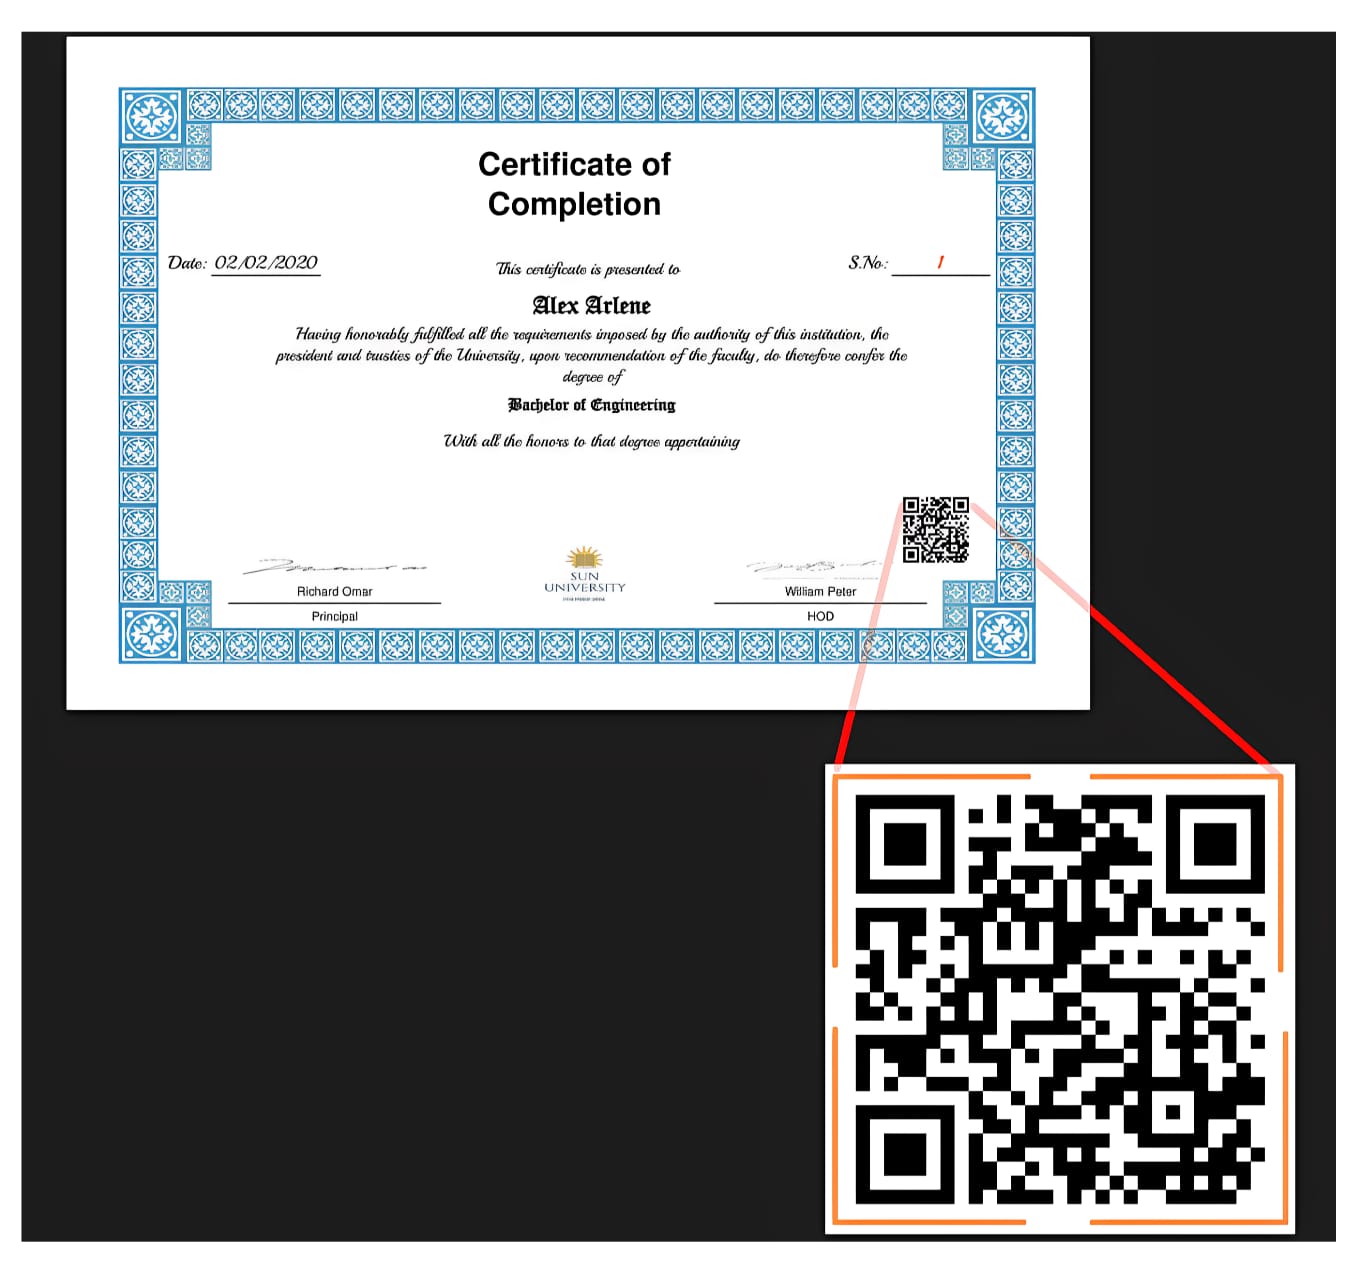 Certificate of
Completion
Date: 02/02/2020
This certificate is presented to
S.No: 1
Alex Arlene
Having honorably fulfilled all the requirements imposed by the authority of this institution, the
president and trusties of the University, upon recommendation of the faculty, do therefore confer the
degree of
Bachelor of Engineering
With all the honors to that degree appertaining
SUN
UNIVERSITY
Richard Omar
William Peter
Principal
HOD